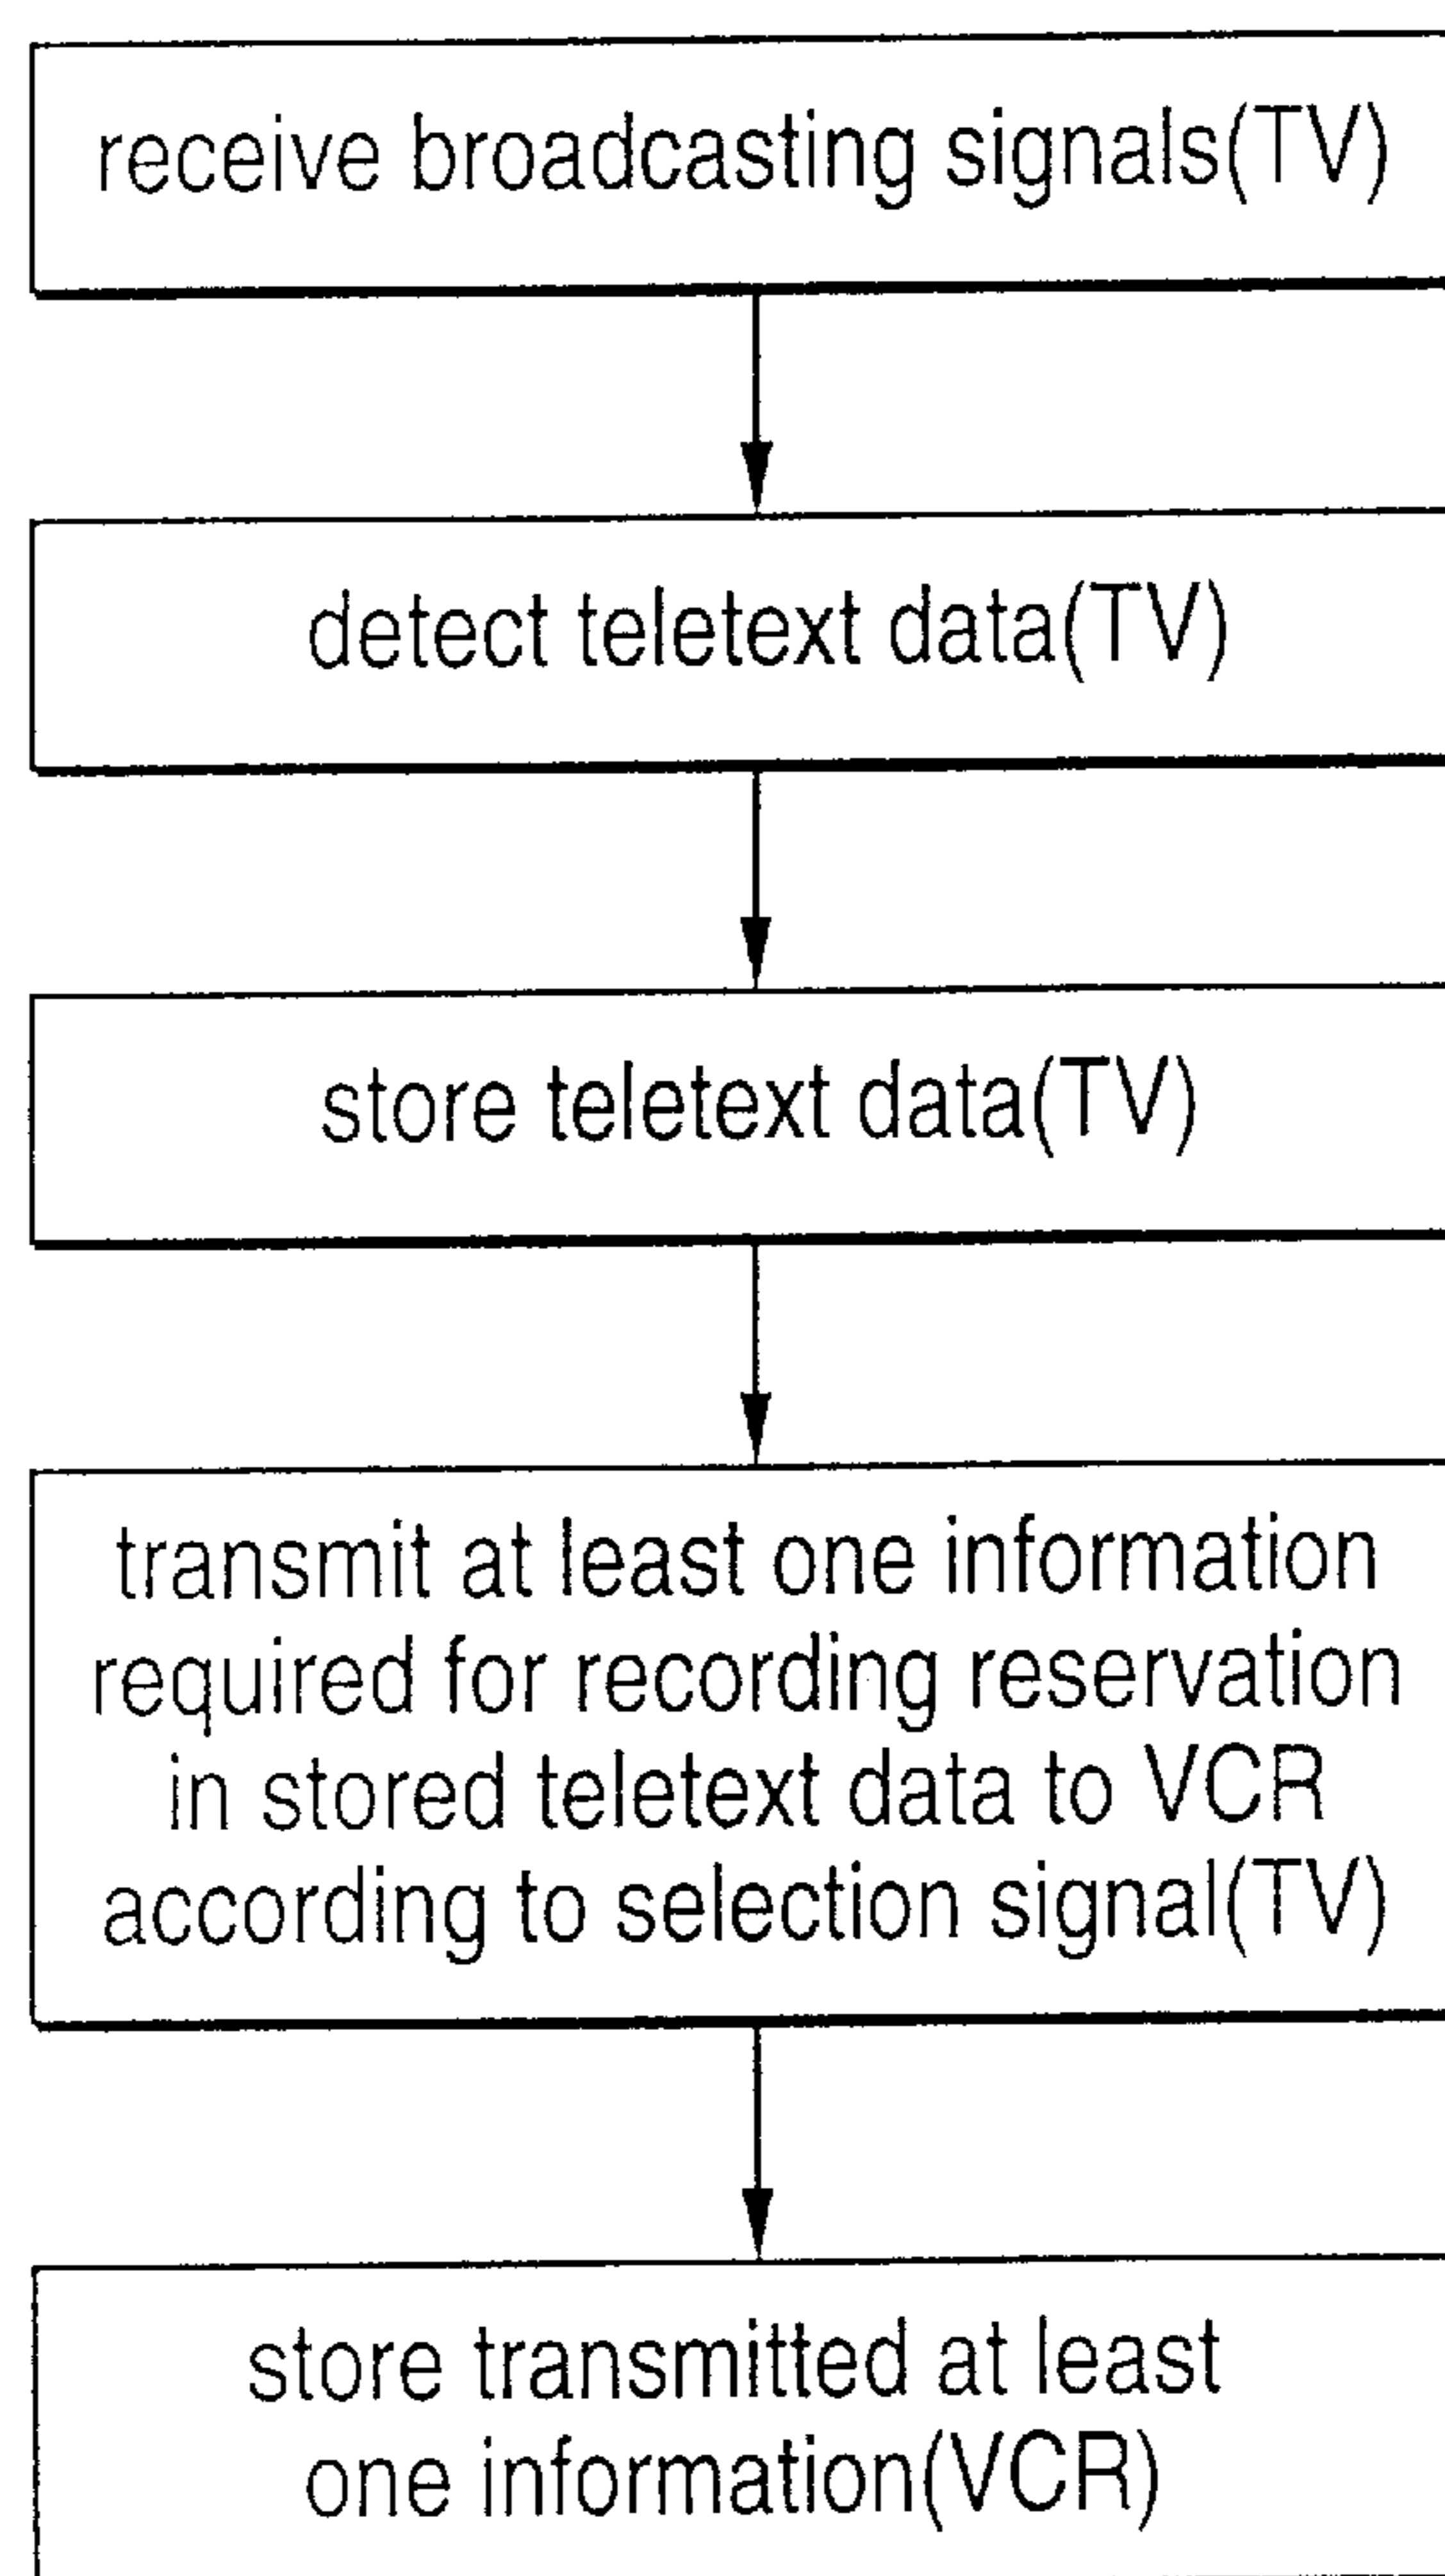 receive broadcasting signals(TV)
detect teletext data(TV)
store teletext data(TV)
transmit at least one information
required for recording reservation
in stored teletext data to VCR
according to selection signal(TV)
store transmitted at least
one information(VCR)